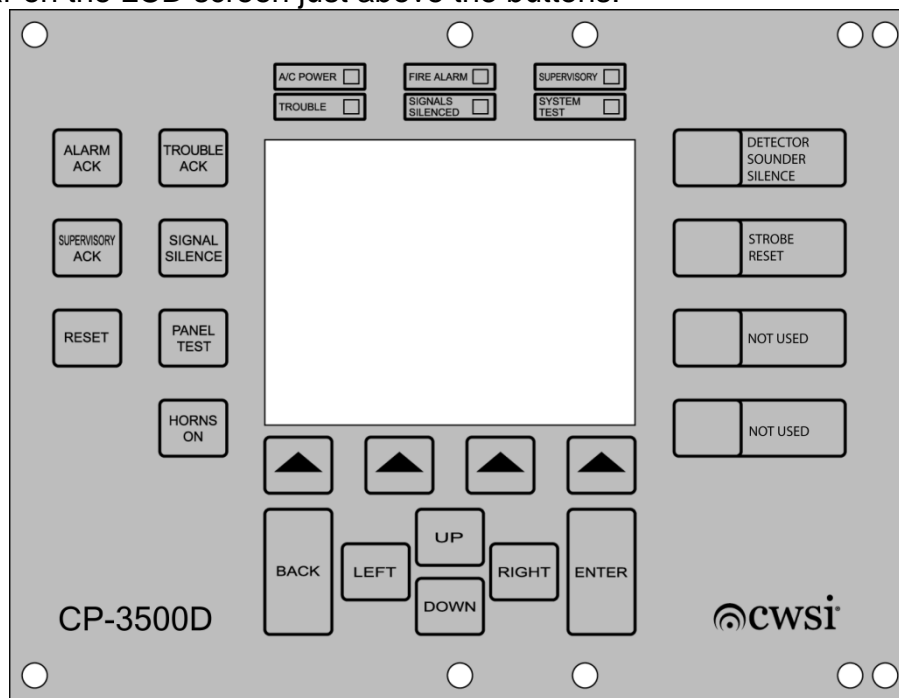 on the LCD screen just above the buttons.
A/C POWER
FIRE ALARM
SUPERVISORY
TROUBLE
SIGNALS
SILENCED
SYSTEM
TEST
ALARM
ACK
TROUBLE
ACK
DETECTOR
SOUNDER
SILENCE
SUPERVISORY
ACK
SIGNAL
SILENCE
STROBE
RESET
RESET
PANEL
TEST
NOT USED
HORNS
ON
NOT USED
BACK
LEFT
UP
DOWN
RIGHT
ENTER
CP-3500D
cwsi